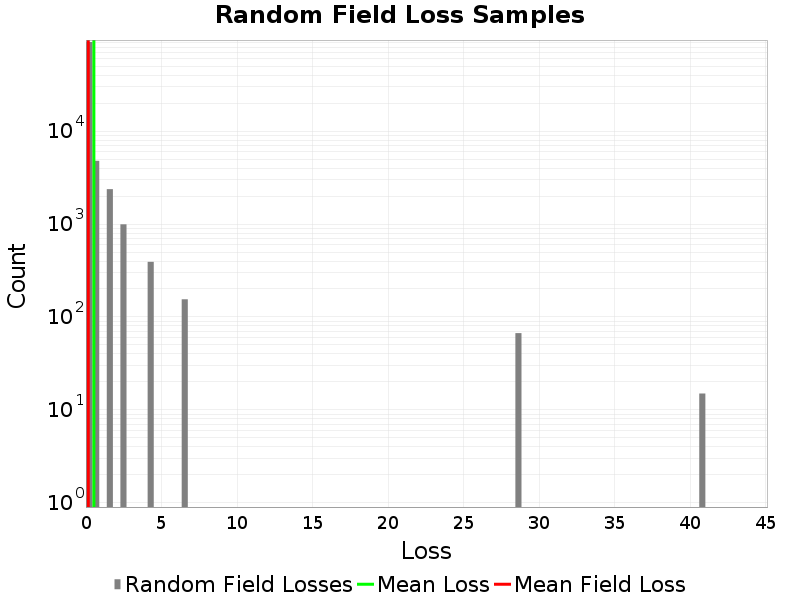 Random Field Loss Samples
Count
10^4
10^3
10^2
10^1
10^0
0 5 10 15 20 25 30 35 40 45
Loss
Random Field Losses Mean Loss Mean Field Loss